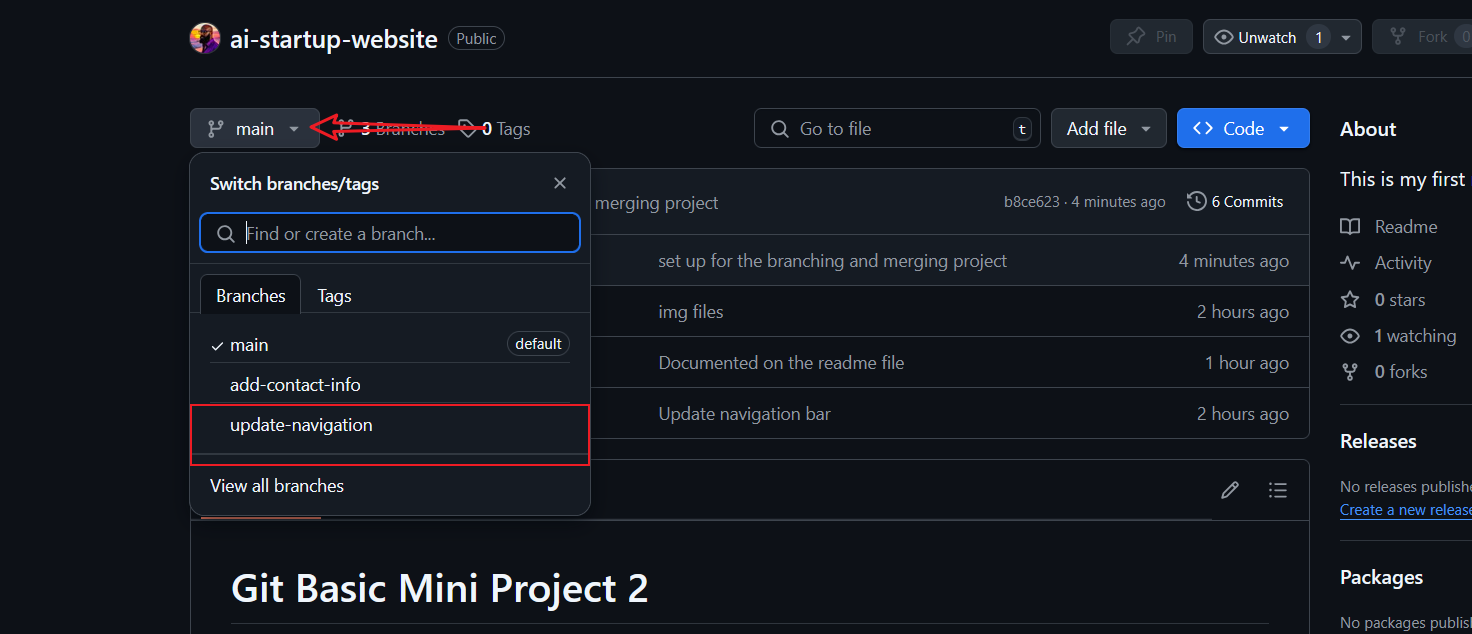 ai-startup-website Public
Pin
Unwatch 1
Fork 0
main
3 Branches
0 Tags
Go to file t
Add file
Code
Switch branches/tags
Find or create a branch...
Branches Tags
main default
add-contact-info
update-navigation
View all branches
merging project
b8ce623 · 4 minutes ago
6 Commits
set up for the branching and merging project 4 minutes ago
img files 2 hours ago
Documented on the readme file 1 hour ago
Update navigation bar 2 hours ago
Git Basic Mini Project 2
About
This is my first
Readme
Activity
0 stars
1 watching
0 forks
Releases
No releases publishe
Create a new release
Packages
No packages publish